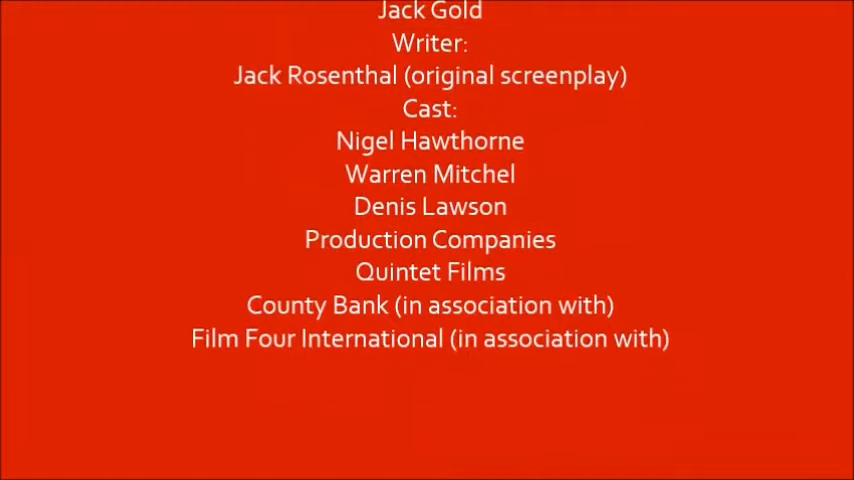 Jack Gold
Writer:
Jack Rosenthal (original screenplay)
Cast:
Nigel Hawthorne
Warren Mitchel
Denis Lawson
Production Companies
Quintet Films
County Bank (in association with)
Film Four International (in association with)